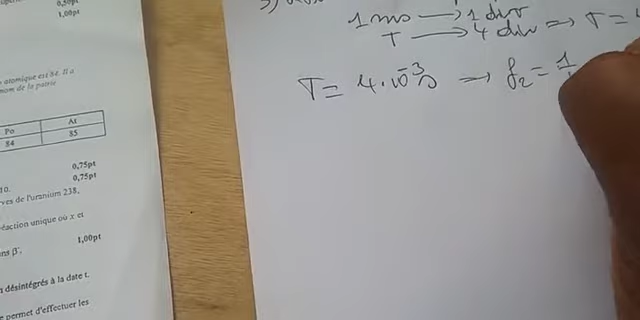 0,50pt
1,00pt
atomique est 84. Il a
nom de la patrie
Po At
84 85
0,75pt
10. 0,75pt
ves de l'uranium 238,
réaction unique où x et
ns β-. 1,00pt
désintégrés à la date t.
e permet d'effectuer les
1 ms → 1 div
T → 4 div ⇒ T =
T = 4.10⁻³s → f₂ = 1